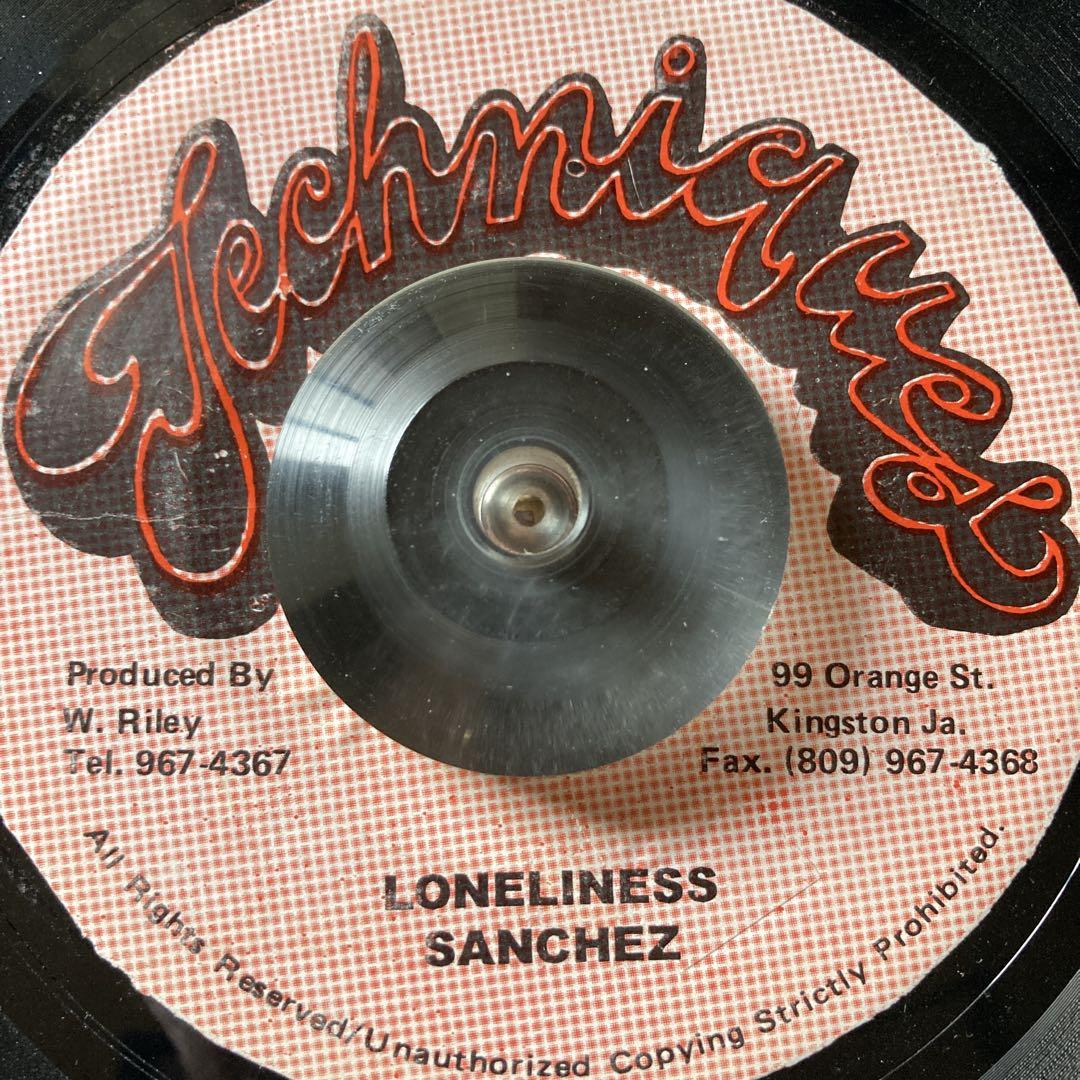 Techniques
Produced By
W. Riley
Tel. 967-4367
99 Orange St.
Kingston Ja.
Fax. (809) 967-4368
LONELINESS
SANCHEZ
All Rights Reserved/Unauthorized Copying Strictly Prohibited.